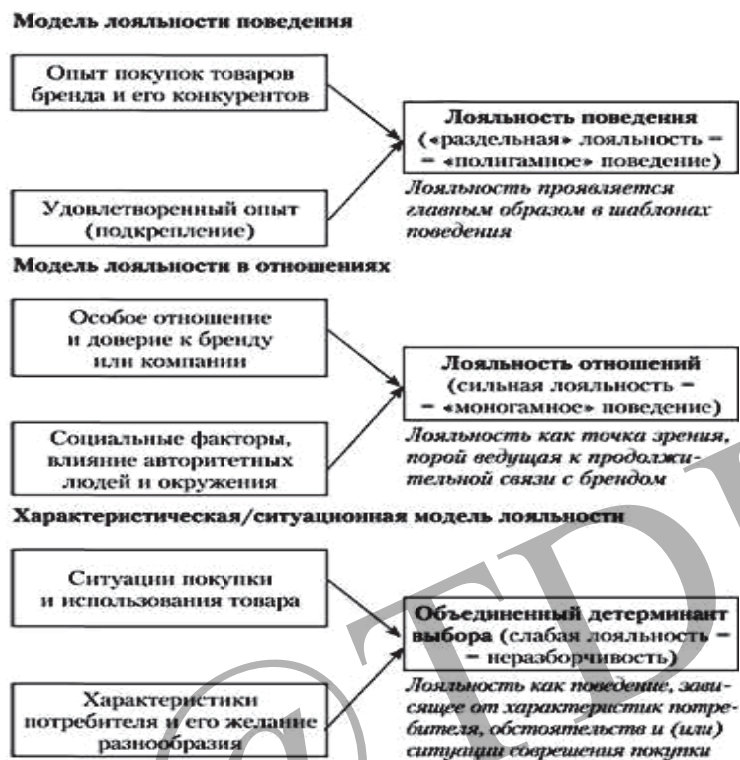 Модель лояльности поведения
Опыт покупок товаров
бренда и его конкурентов
Удовлетворенный опыт
(подкрепление)
Лояльность поведения
(«раздельная» лояльность –
– «полигамное» поведение)
Лояльность проявляется
главным образом в шаблонах
поведения
Модель лояльности в отношениях
Особое отношение
и доверие к бренду
или компании
Социальные факторы,
влияние авторитетных
людей и окружения
Лояльность отношений
(сильная лояльность –
– «моногамное» поведение)
Лояльность как точка зрения,
порой ведущая к продолжи-
тельной связи с брендом
Характеристическая/ситуационная модель лояльности
Ситуации покупки
и использования товара
Характеристики
потребителя и его желание
разнообразия
Объединенный детерминант
выбора (слабая лояльность –
– неразборчивость)
Лояльность как поведение, зави-
сящее от характеристик потре-
бителя, обстоятельств и (или)
ситуации соврешения покупки
@TD